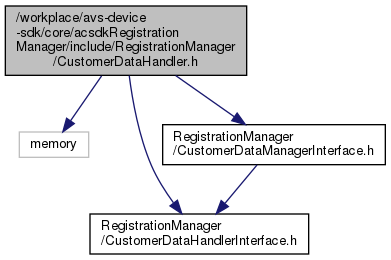 /workplace/avs-device
-sdk/core/acsdkRegistration
Manager/include/RegistrationManager
/CustomerDataHandler.h
memory
RegistrationManager
/CustomerDataManagerInterface.h
RegistrationManager
/CustomerDataHandlerInterface.h